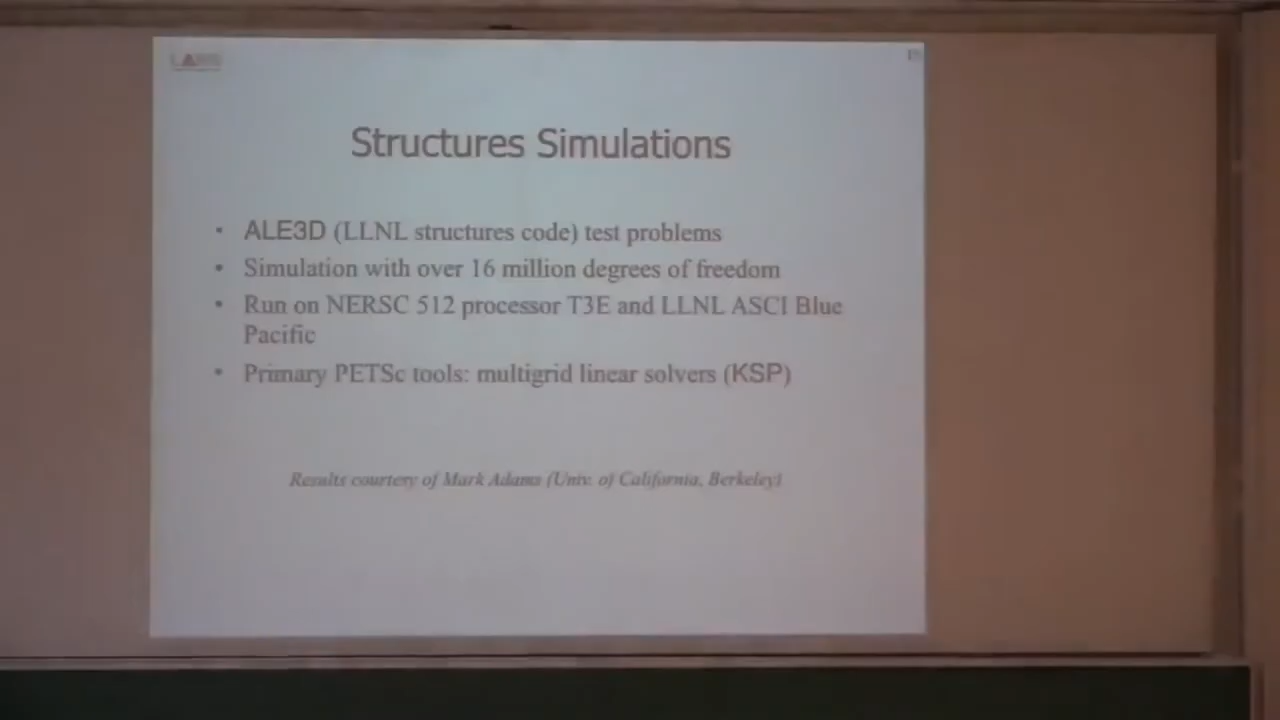 Structures Simulations
• ALE3D (LLNL structures code) test problems
• Simulation with over 16 million degrees of freedom
• Run on NERSC 512 processor T3E and LLNL ASCI Blue
Pacific
• Primary PETSc tools: multigrid linear solvers (KSP)
Results courtesy of Mark Adams (Univ. of California, Berkeley)